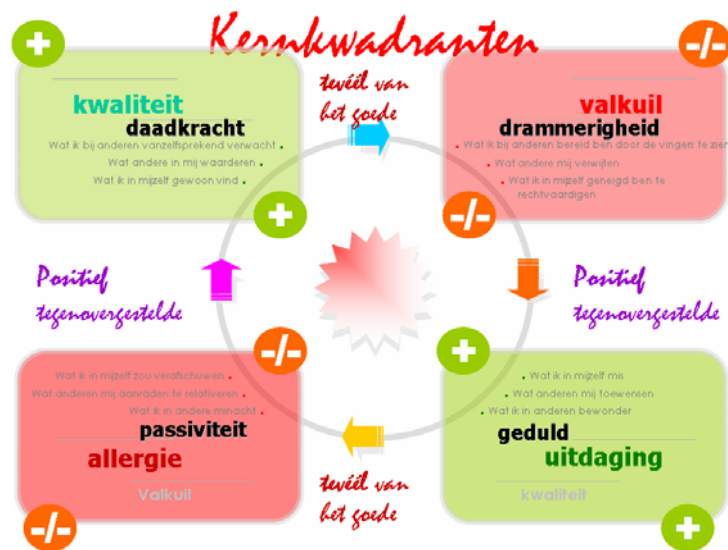 Kernkwadranten
+
-/-
kwaliteit
daadkracht
Wat ik bij anderen vanzelfsprekend verwacht
Wat andere in mij waarderen
Wat ik in mijzelf gewoon vind
+
tevéél van
het goede
valkuil
drammerigheid
Wat ik bij anderen bereid ben door de vingers te zien
Wat andere mij verwijten
Wat ik in mijzelf geneigd ben te
rechtvaardigen
-/-
Positief
tegenovergestelde
Positief
tegenovergestelde
-/-
Wat ik in mijzelf zou verafschuwen
Wat anderen mij aanraden te relativeren
Wat ik in andere minacht
passiviteit
allergie
Valkuil
-/-
tevéél van
het goede
+
Wat ik in mijzelf mis
Wat anderen mij toewensen
Wat ik in anderen bewonder
geduld
uitdaging
kwaliteit
+